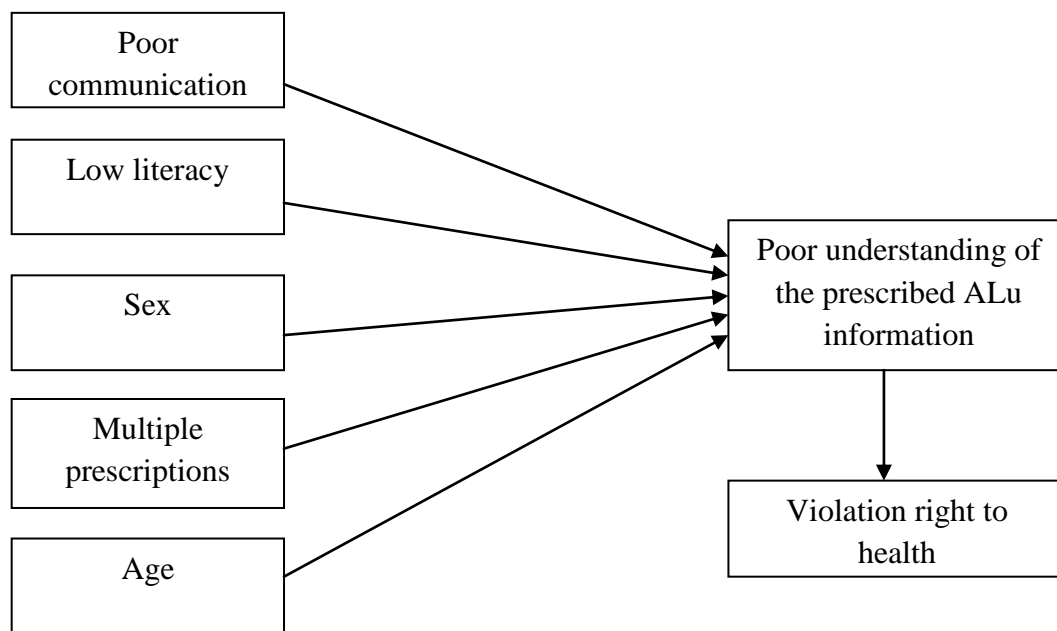 Poor
communication
Low literacy
Sex
Multiple
prescriptions
Age
Poor understanding of
the prescribed ALu
information
Violation right to
health